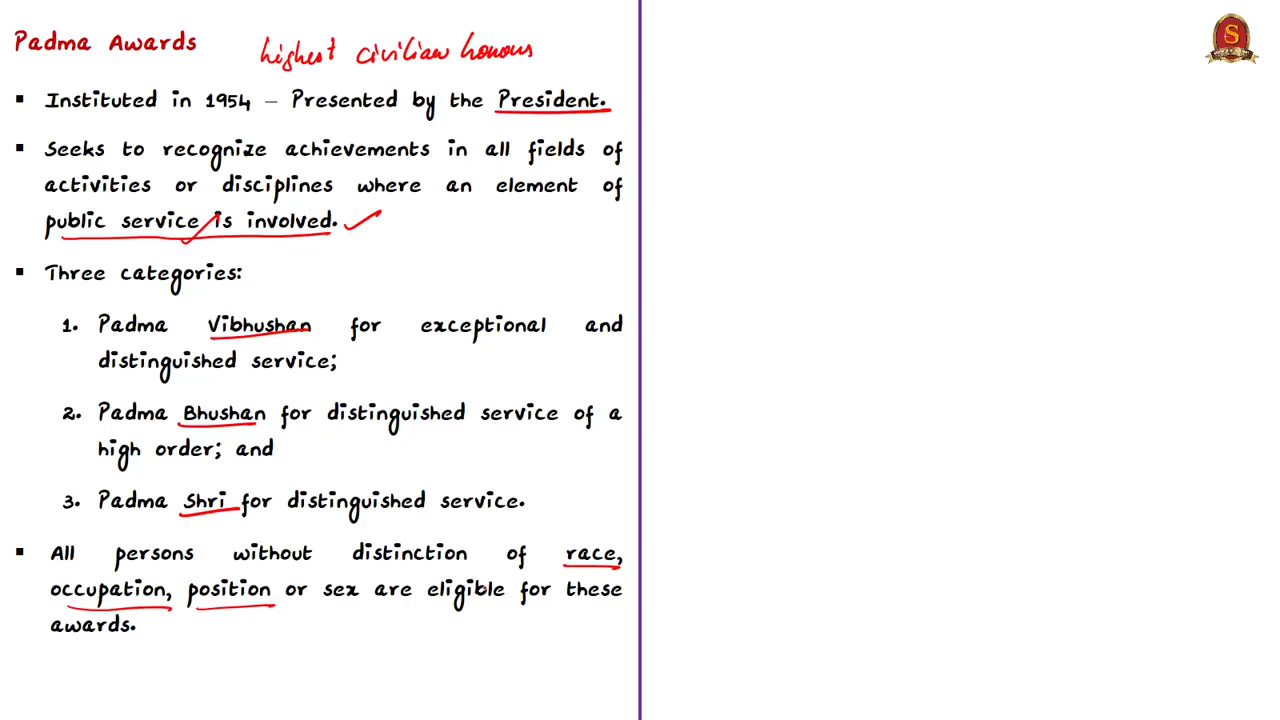 Padma Awards highest civilian honous
▪ Instituted in 1954 – Presented by the President.
▪ Seeks to recognize achievements in all fields of
activities or disciplines where an element of
public service is involved.
▪ Three categories:
1. Padma Vibhushan for exceptional and
distinguished service;
2. Padma Bhushan for distinguished service of a
high order; and
3. Padma Shri for distinguished service.
▪ All persons without distinction of race,
occupation, position or sex are eligible for these
awards.
S